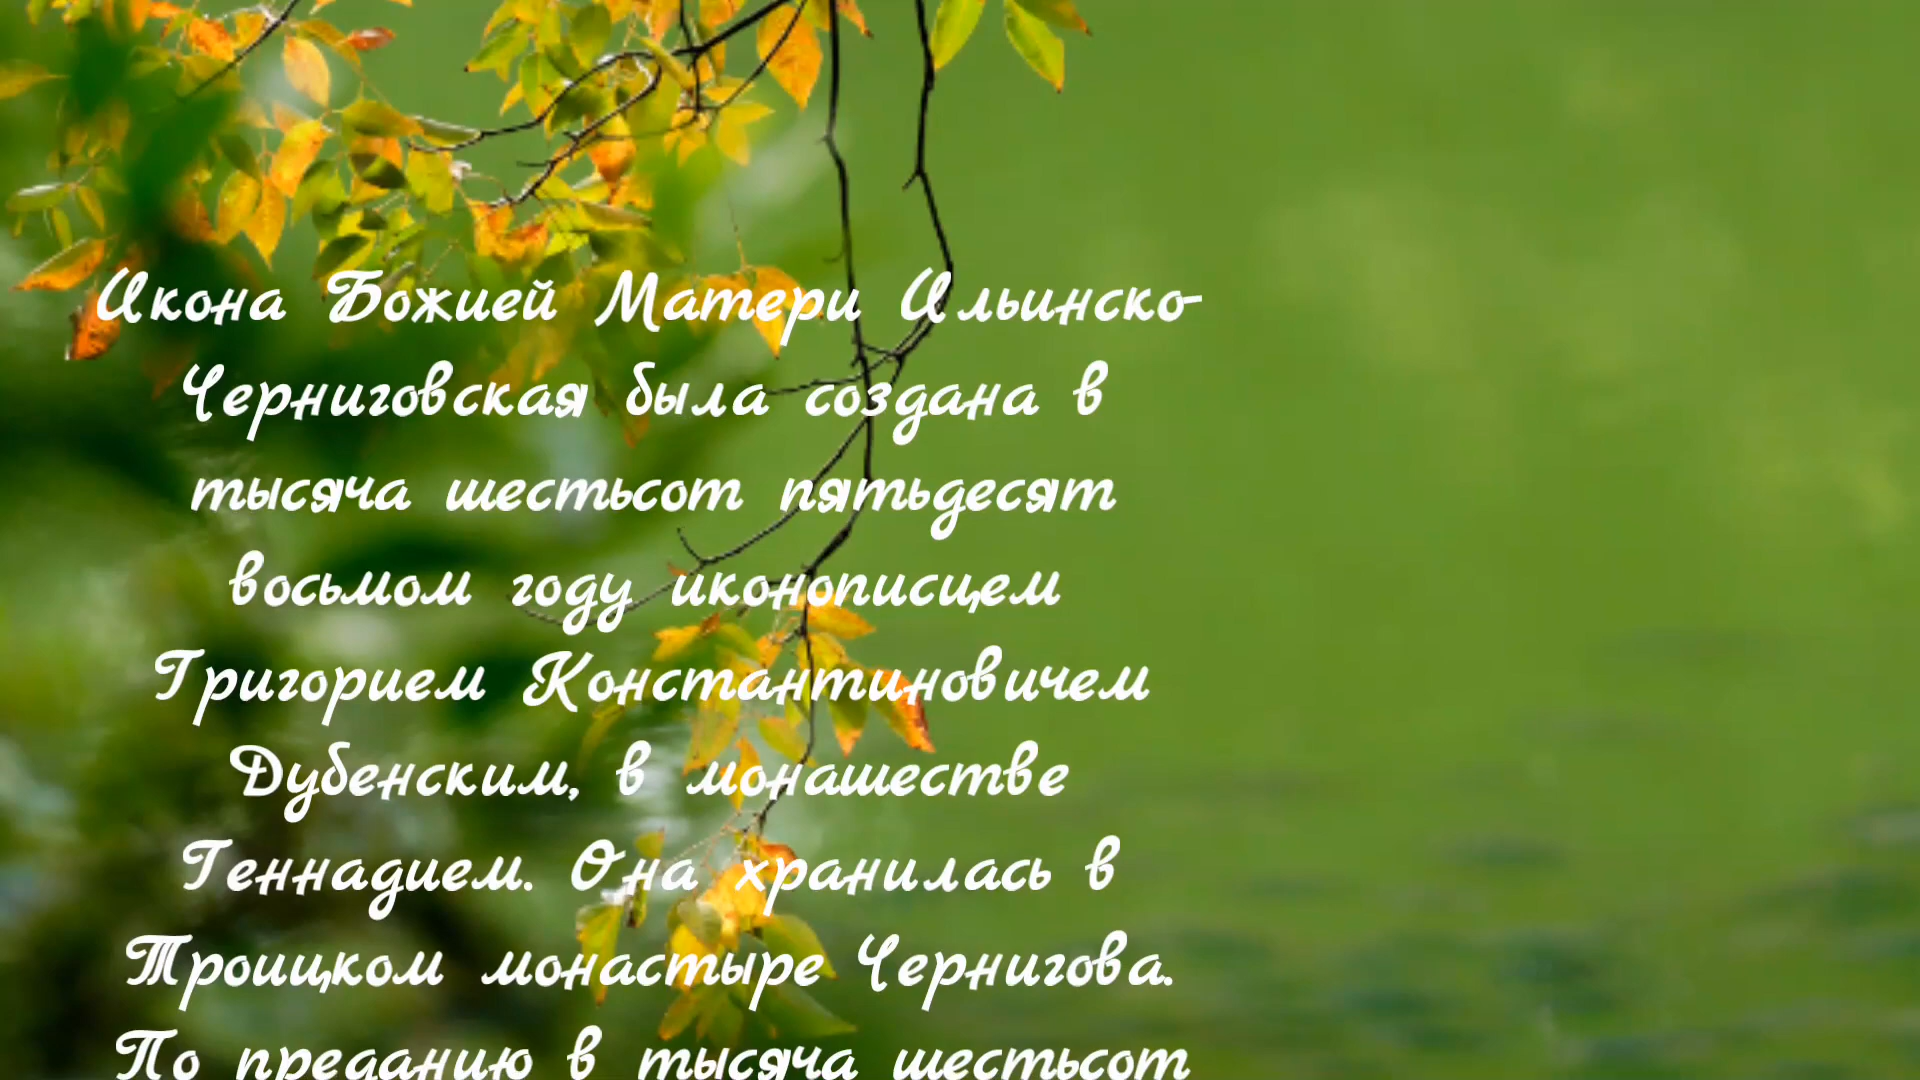 Икона Божией Матери Ильинско-
Черниговская была создана в
тысяча шестьсот пятьдесят
восьмом году иконописцем
Григорием Константиновичем
Дубенским, в монашестве
Геннадием. Она хранилась в
Троицком монастыре Чернигова.
По преданию в тысяча шестьсот